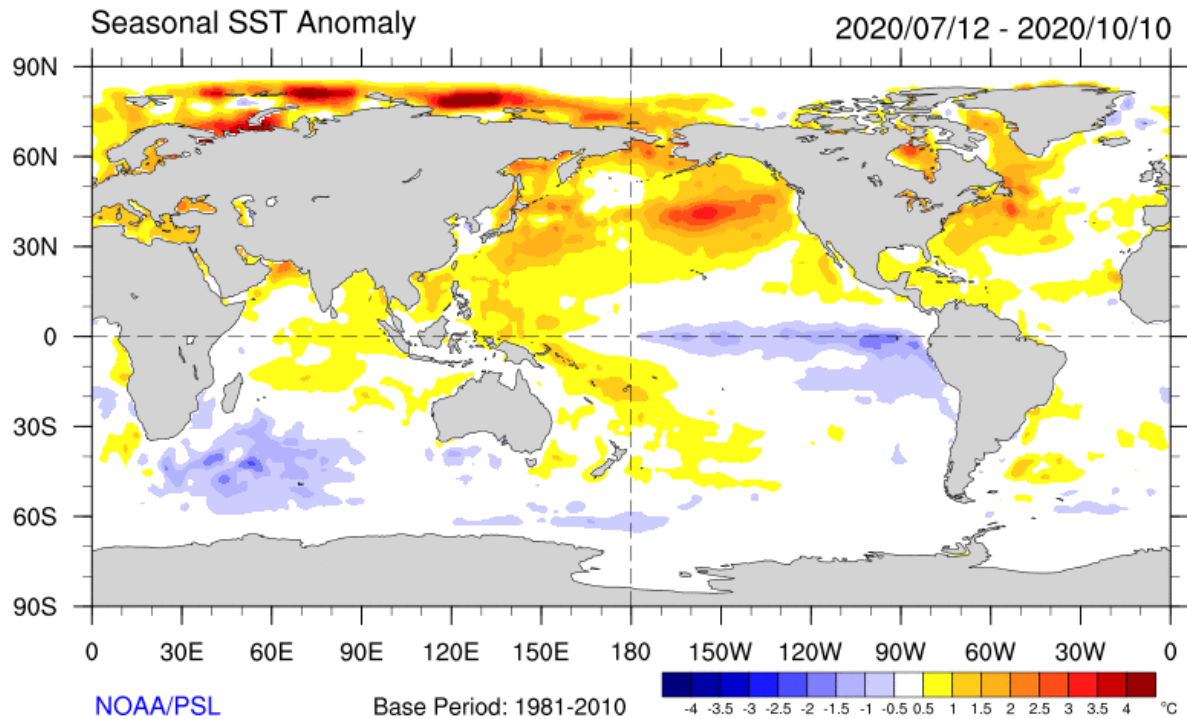 Seasonal SST Anomaly 2020/07/12 - 2020/10/10
90N
60N
30N
0
30S
60S
90S
0 30E 60E 90E 120E 150E 180 150W 120W 90W 60W 30W 0
NOAA/PSL Base Period: 1981-2010
-4 -3.5 -3 -2.5 -2 -1.5 -1 -0.5 0.5 1 1.5 2 2.5 3 3.5 4 °C